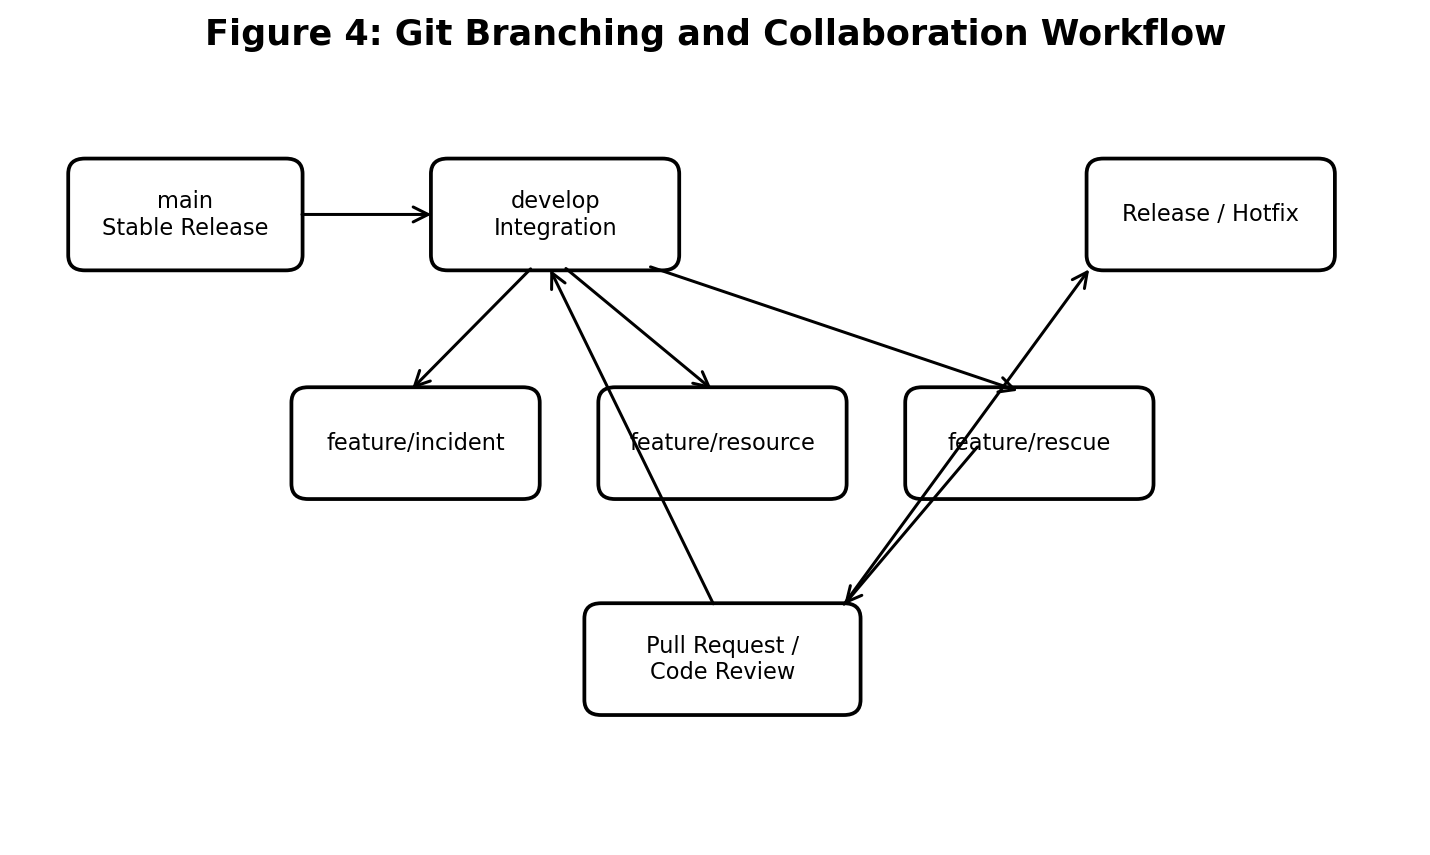 Figure 4: Git Branching and Collaboration Workflow
main
Stable Release
develop
Integration
Release / Hotfix
feature/incident
feature/resource
feature/rescue
Pull Request /
Code Review